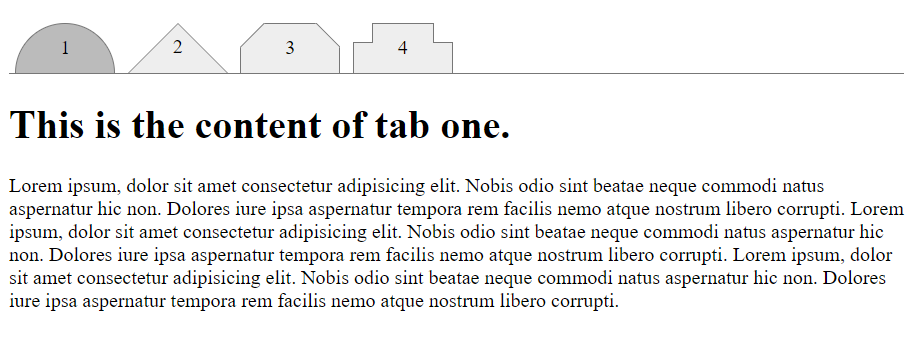 1 2 3 4
This is the content of tab one.
Lorem ipsum, dolor sit amet consectetur adipisicing elit. Nobis odio sint beatae neque commodi natus
aspernatur hic non. Dolores iure ipsa aspernatur tempora rem facilis nemo atque nostrum libero corrupti. Lorem
ipsum, dolor sit amet consectetur adipisicing elit. Nobis odio sint beatae neque commodi natus aspernatur hic
non. Dolores iure ipsa aspernatur tempora rem facilis nemo atque nostrum libero corrupti. Lorem ipsum, dolor
sit amet consectetur adipisicing elit. Nobis odio sint beatae neque commodi natus aspernatur hic non. Dolores
iure ipsa aspernatur tempora rem facilis nemo atque nostrum libero corrupti.